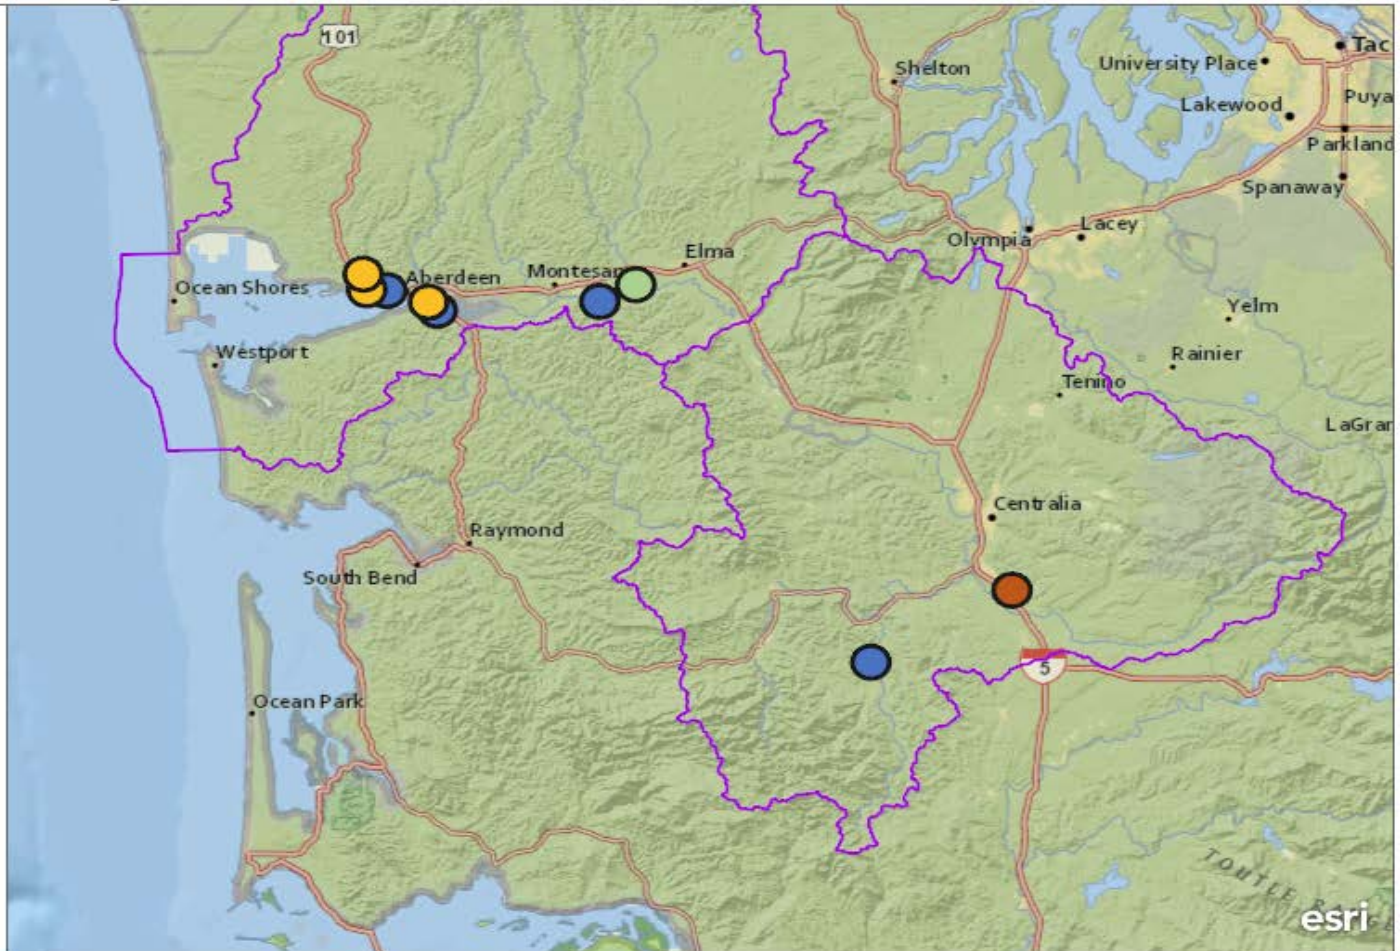 101
Tac
Shelton
University Place
Lakewood
Puya
Parkland
Spanaway
Lacey
Olympia
Elma
Aberdeen
Montesan
Ocean Shores
Yelm
Westport
Rainier
Tenino
LaGran
Centralia
Raymond
South Bend
5
Ocean Park
TOUTLE
esri